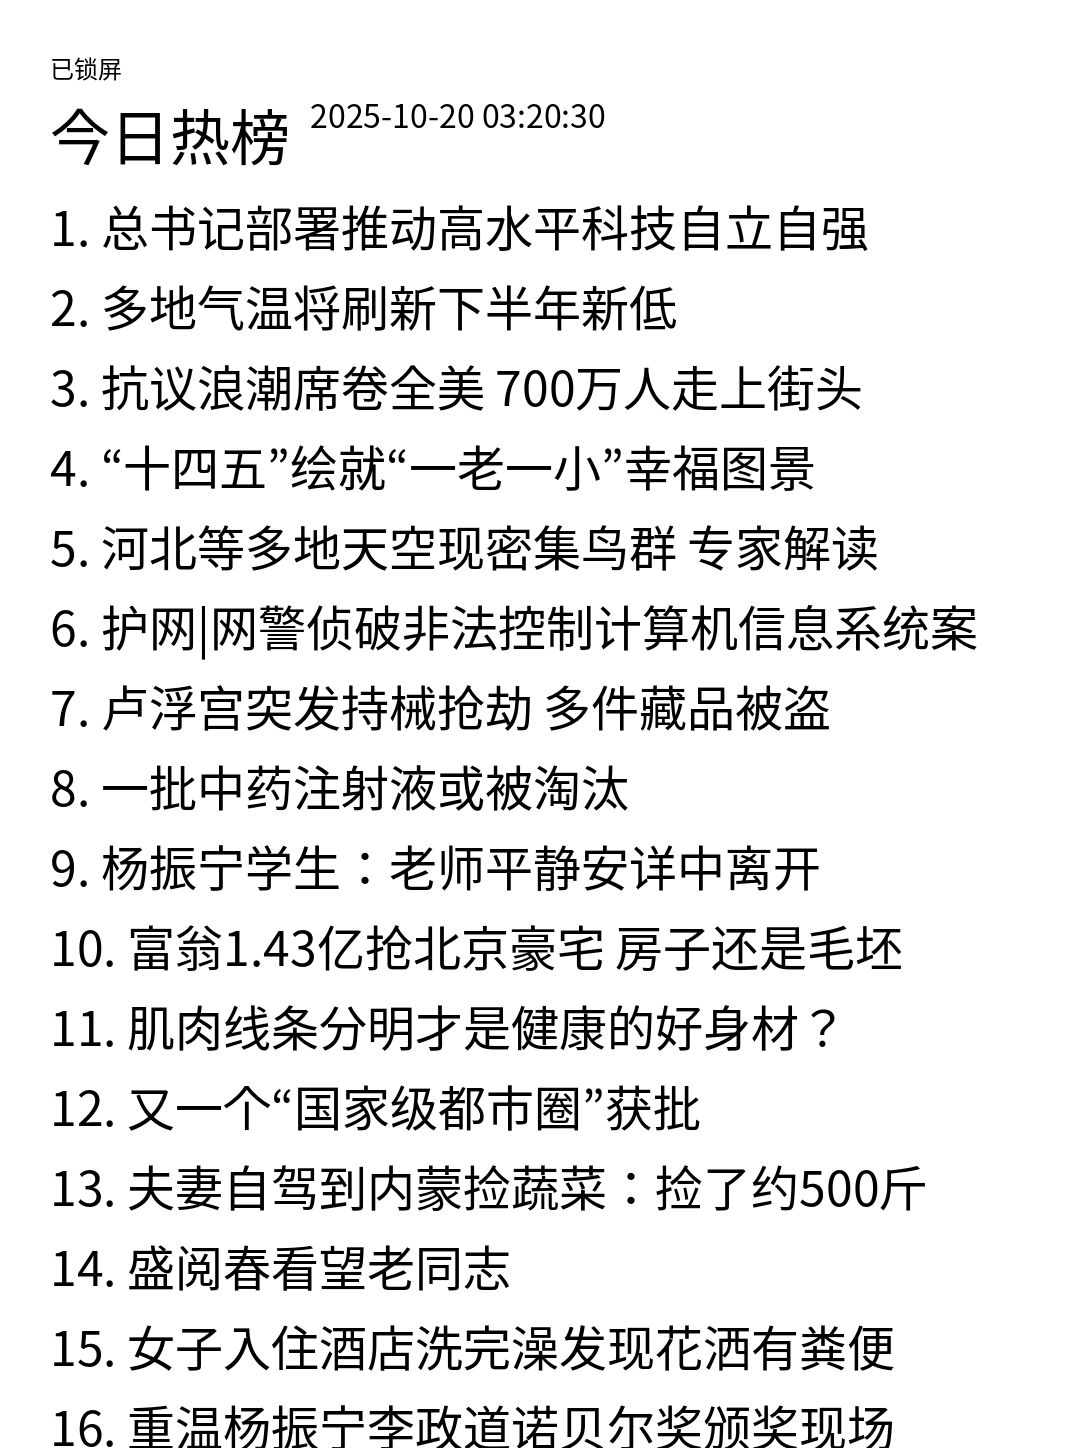 已锁屏
今日热榜 2025-10-20 03:20:30
1. 总书记部署推动高水平科技自立自强
2. 多地气温将刷新下半年新低
3. 抗议浪潮席卷全美 700万人走上街头
4. “十四五”绘就“一老一小”幸福图景
5. 河北等多地天空现密集鸟群 专家解读
6. 护网|网警侦破非法控制计算机信息系统案
7. 卢浮宫突发持械抢劫 多件藏品被盗
8. 一批中药注射液或被淘汰
9. 杨振宁学生：老师平静安详中离开
10. 富翁1.43亿抢北京豪宅 房子还是毛坯
11. 肌肉线条分明才是健康的好身材？
12. 又一个“国家级都市圈”获批
13. 夫妻自驾到内蒙捡蔬菜：捡了约500斤
14. 盛阅春看望老同志
15. 女子入住酒店洗完澡发现花洒有粪便
16. 重温杨振宁李政道诺贝尔奖颁奖现场